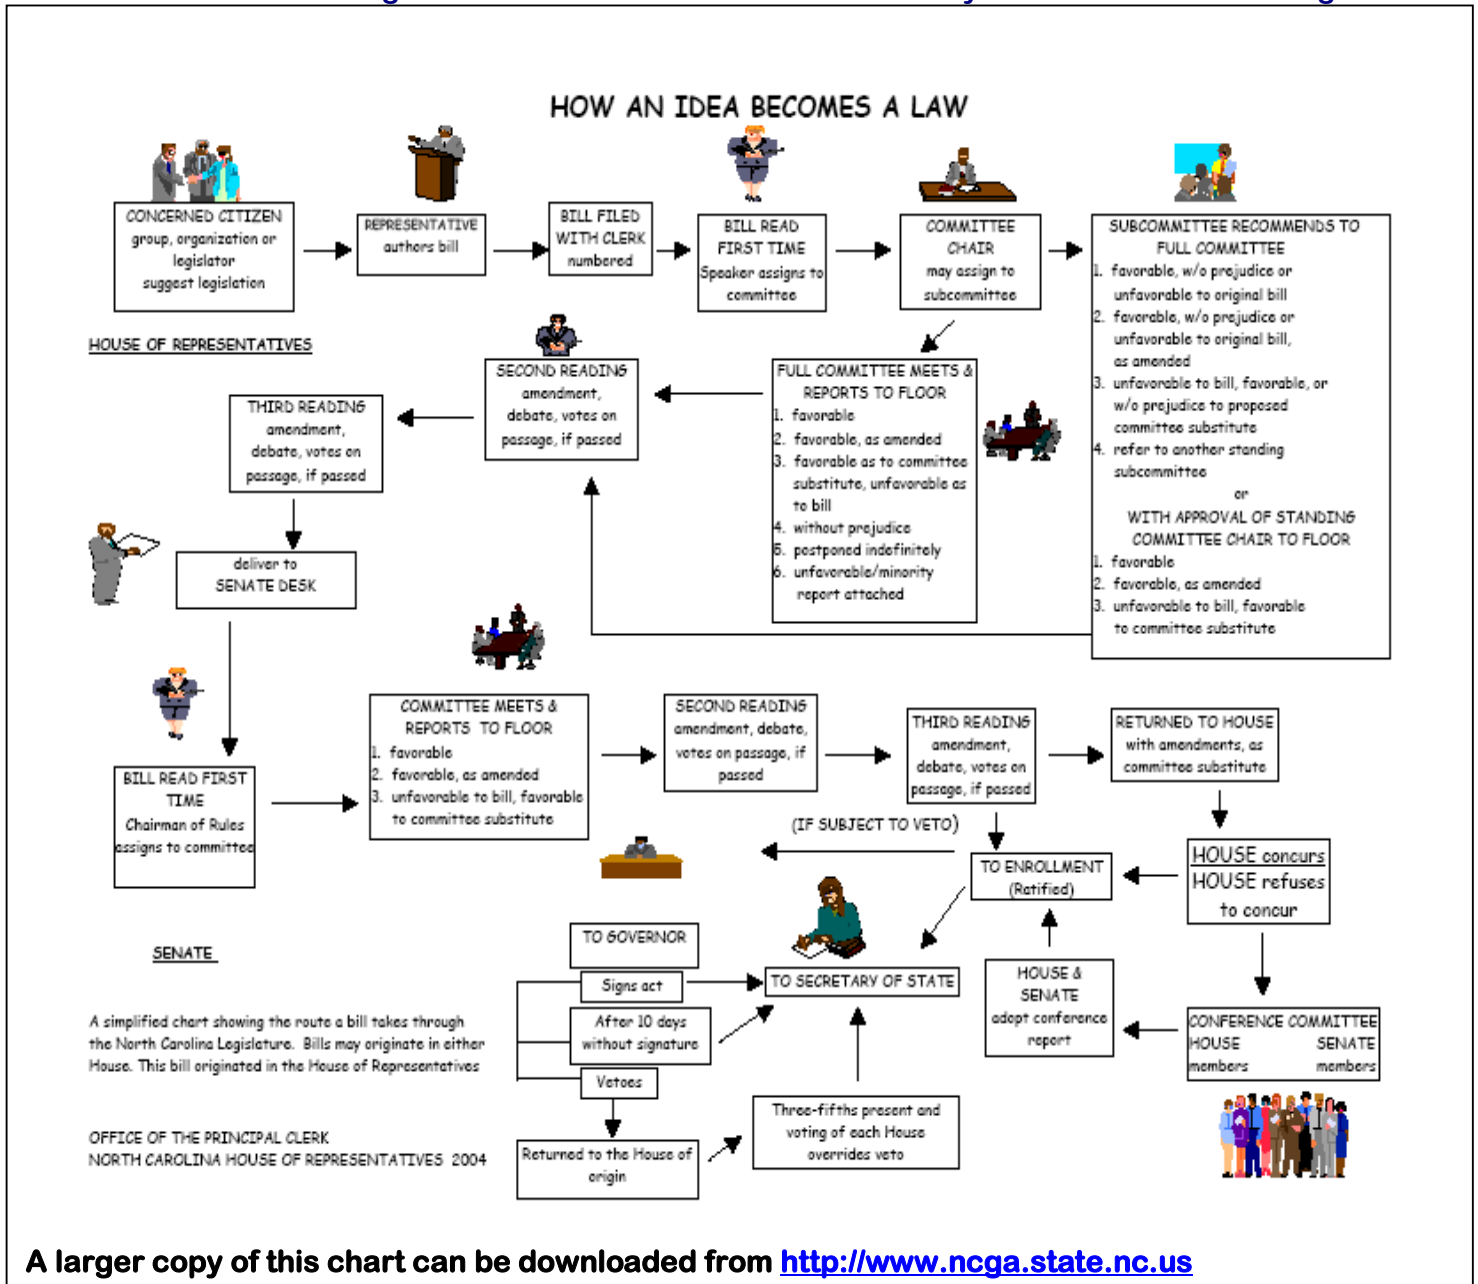 HOW AN IDEA BECOMES A LAW
CONCERNED CITIZEN
group, organization or
legislator
suggest legislation
REPRESENTATIVE
authors bill
BILL FILED
WITH CLERK
numbered
BILL READ
FIRST TIME
Speaker assigns to
committee
COMMITTEE
CHAIR
may assign to
subcommittee
SUBCOMMITTEE RECOMMENDS TO
FULL COMMITTEE
1. favorable, w/o prejudice or
unfavorable to original bill
2. favorable, w/o prejudice or
unfavorable to original bill,
as amended
3. unfavorable to bill, favorable, or
w/o prejudice to proposed
committee substitute
4. refer to another standing
subcommittee
or
WITH APPROVAL OF STANDING
COMMITTEE CHAIR TO FLOOR
1. favorable
2. favorable, as amended
3. unfavorable to bill, favorable
to committee substitute
HOUSE OF REPRESENTATIVES
FULL COMMITTEE MEETS &
REPORTS TO FLOOR
1. favorable
2. favorable, as amended
3. favorable as to committee
substitute, unfavorable as
to bill
4. without prejudice
5. postponed indefinitely
6. unfavorable/minority
report attached
SECOND READING
amendment,
debate, votes on
passage, if passed
THIRD READING
amendment,
debate, votes on
passage, if passed
deliver to
SENATE DESK
BILL READ FIRST
TIME
Chairman of Rules
assigns to committee
COMMITTEE MEETS &
REPORTS TO FLOOR
1. favorable
2. favorable, as amended
3. unfavorable to bill, favorable
to committee substitute
SECOND READING
amendment, debate,
votes on passage, if
passed
THIRD READING
amendment,
debate, votes on
passage, if passed
RETURNED TO HOUSE
with amendments, as
committee substitute
(IF SUBJECT TO VETO)
TO ENROLLMENT
(Ratified)
HOUSE concurs
HOUSE refuses
to concur
SENATE
TO GOVERNOR
Signs act
After 10 days
without signature
Vetoes
TO SECRETARY OF STATE
HOUSE &
SENATE
adopt conference
report
CONFERENCE COMMITTEE
HOUSE SENATE
members members
A simplified chart showing the route a bill takes through
the North Carolina Legislature. Bills may originate in either
House. This bill originated in the House of Representatives
Three-fifths present and
voting of each House
overrides veto
Returned to the House of
origin
OFFICE OF THE PRINCIPAL CLERK
NORTH CAROLINA HOUSE OF REPRESENTATIVES 2004
A larger copy of this chart can be downloaded from http://www.ncga.state.nc.us